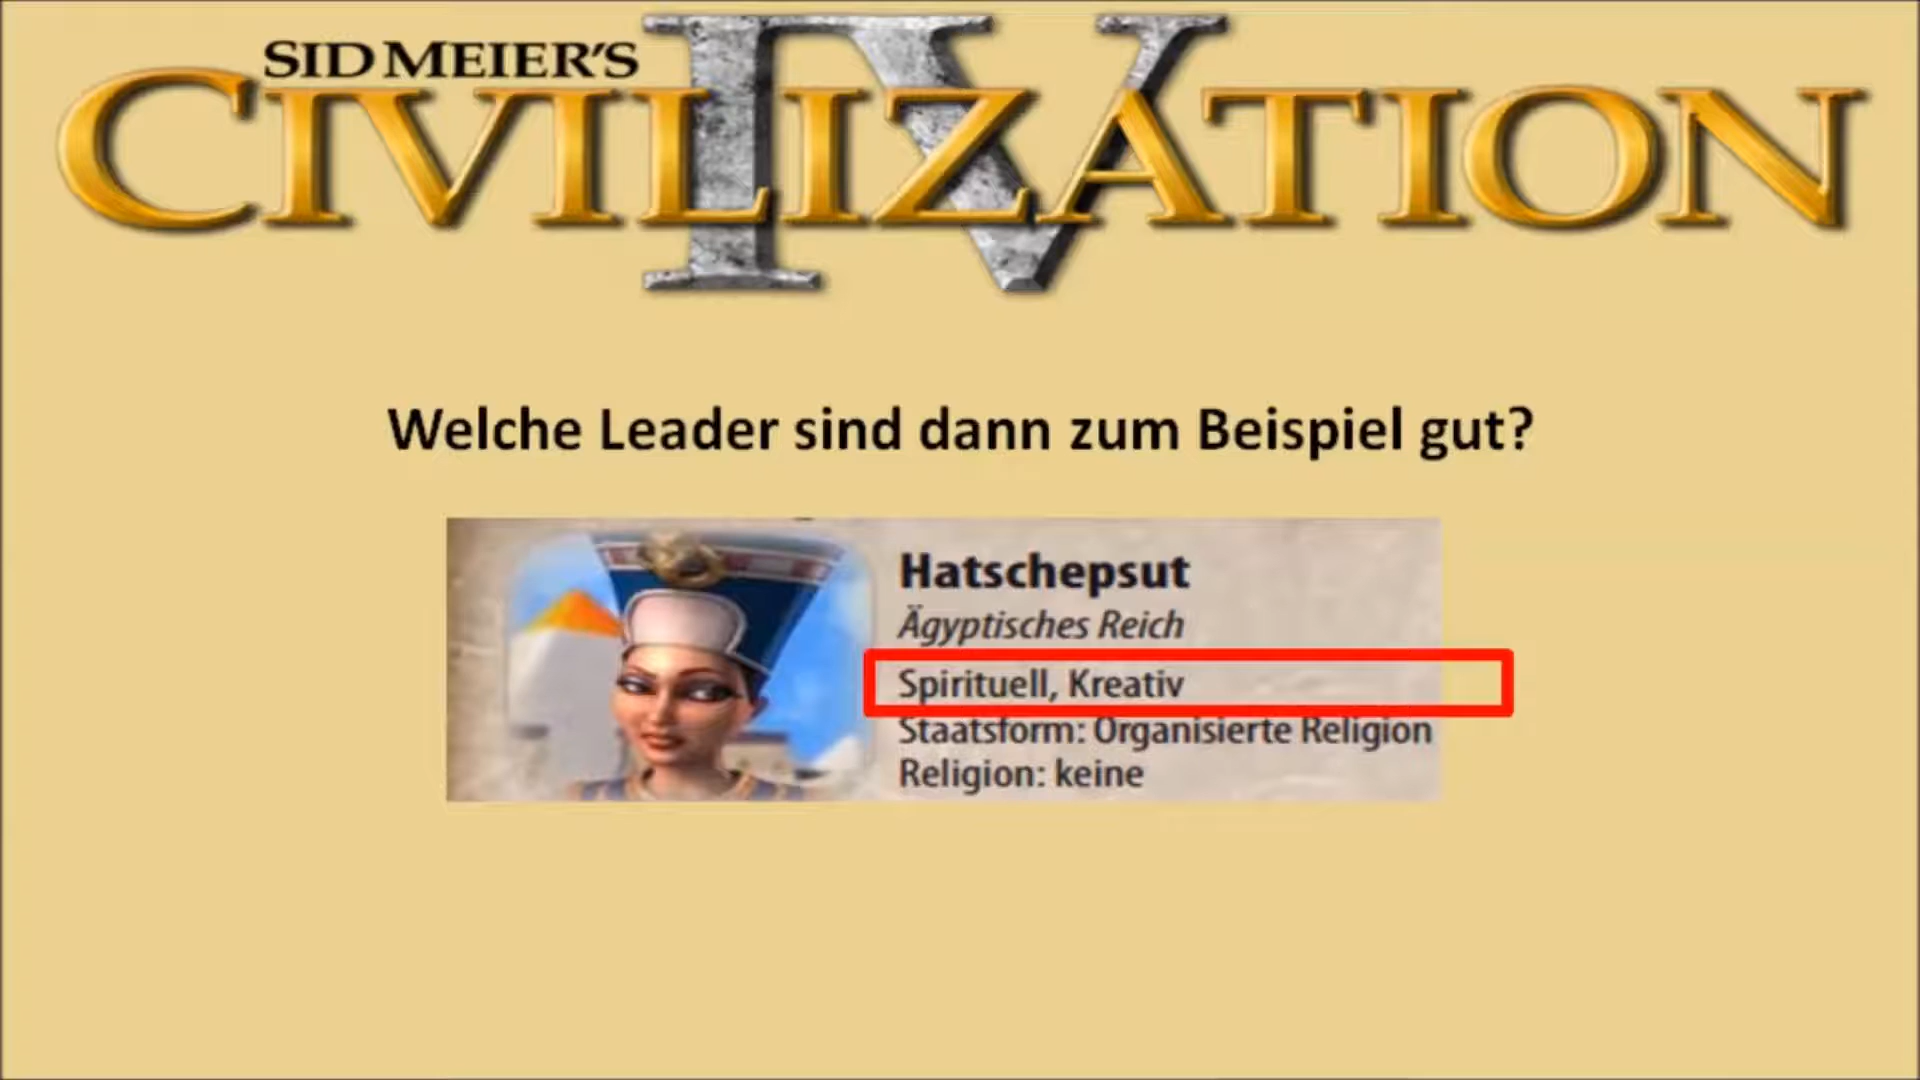 SID MEIER'S
CIVILIZATION
IV
Welche Leader sind dann zum Beispiel gut?
Hatschepsut
Ägyptisches Reich
Spirituell, Kreativ
Staatsform: Organisierte Religion
Religion: keine